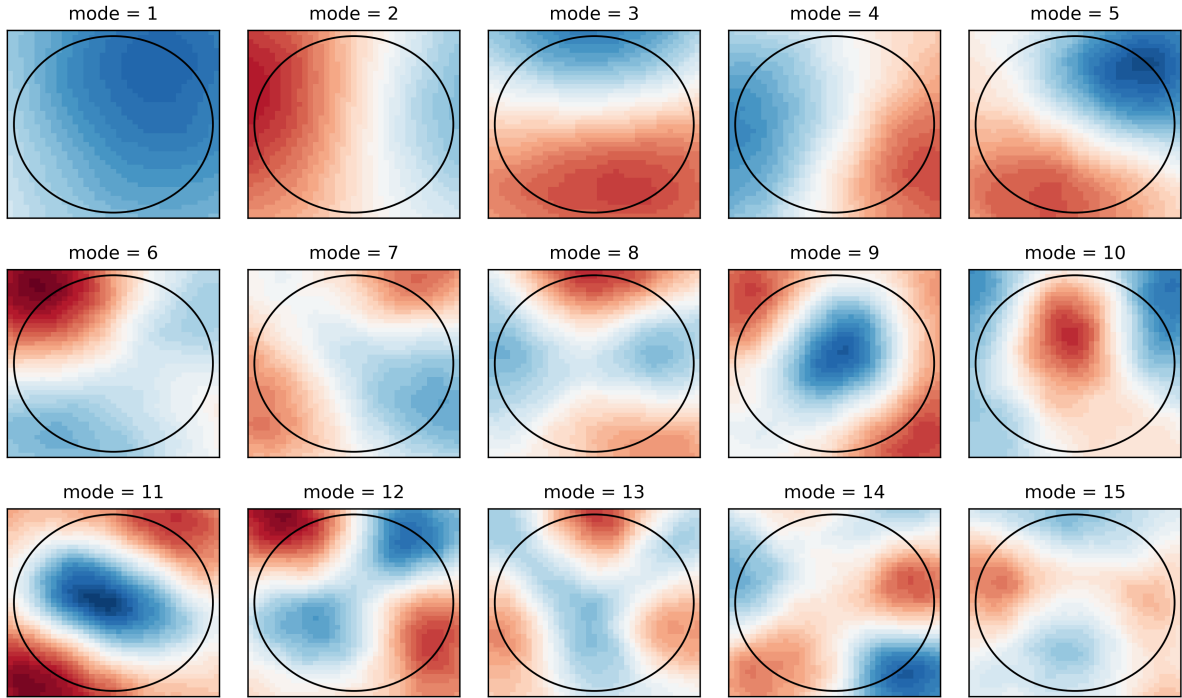 mode = 1
mode = 2
mode = 3
mode = 4
mode = 5
mode = 6
mode = 7
mode = 8
mode = 9
mode = 10
mode = 11
mode = 12
mode = 13
mode = 14
mode = 15